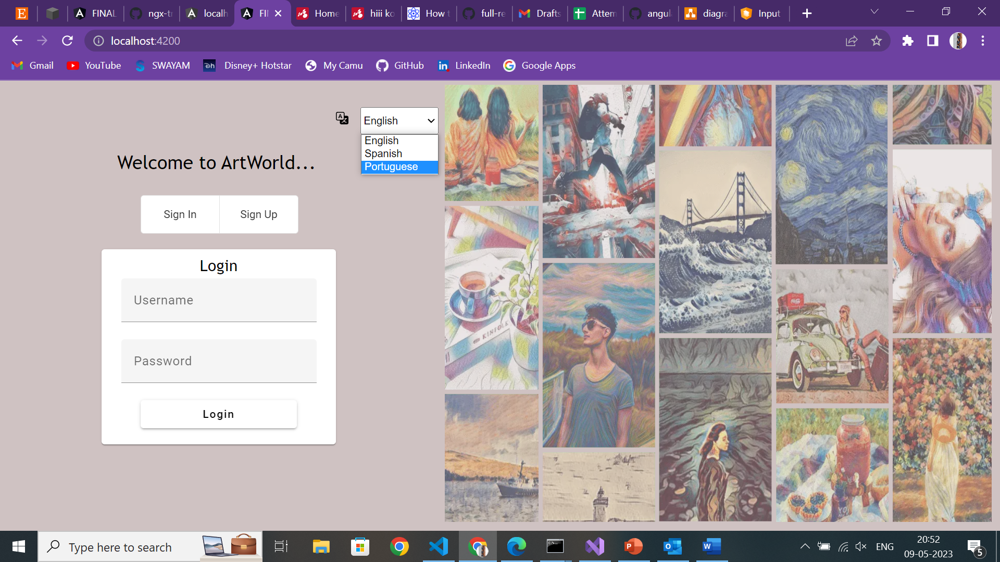 FINAL
ngx-tr
localh
FII
Home
hiii ko
How t
full-re
Drafts
Attem
angul
diagra
Input
localhost:4200
Gmail
YouTube
SWAYAM
Disney+ Hotstar
My Camu
GitHub
LinkedIn
Google Apps
English
English
Spanish
Portuguese
Welcome to ArtWorld...
Sign In
Sign Up
Login
Username
Password
Login
KINFOLK
Type here to search
ENG
20:52
09-05-2023
5